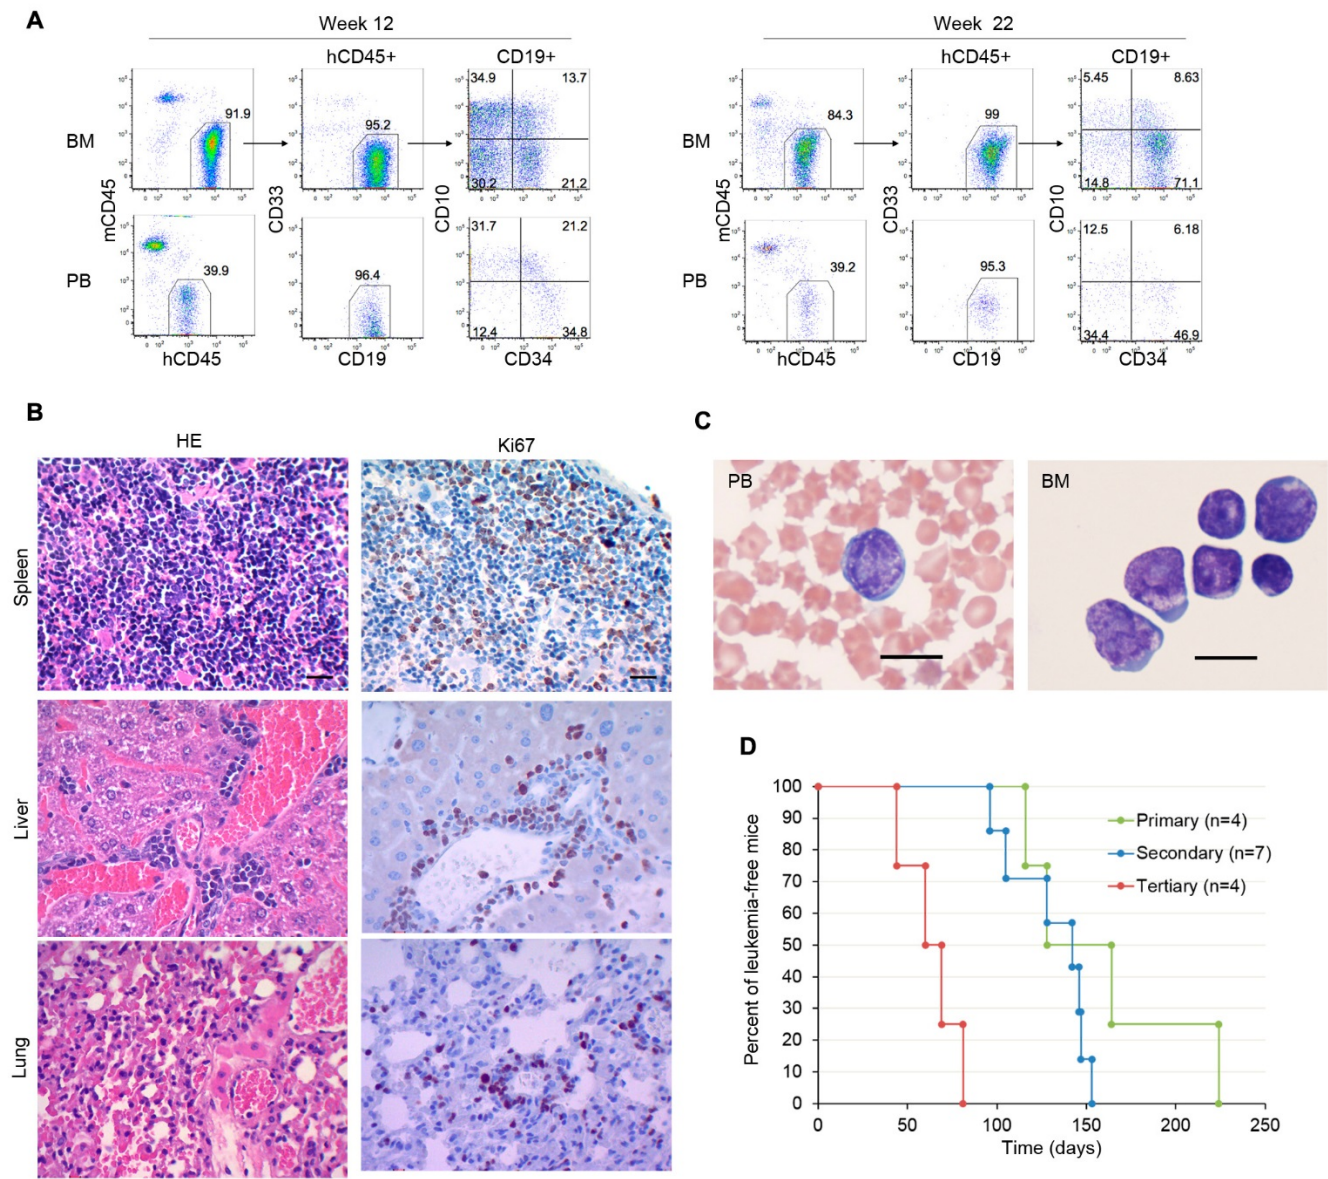 A
Week 12
Week 22
hCD45+
CD19+
hCD45+
CD19+
BM
91.9
95.2
34.9
13.7
30.2
21.2
84.3
99
5.45
8.63
14.8
71.1
mCD45
CD33
CD10
mCD45
CD33
CD10
PB
39.9
96.4
31.7
21.2
12.4
34.8
PB
39.2
95.3
12.5
6.18
34.4
46.9
BM
hCD45
CD19
CD34
hCD45
CD19
CD34
B
HE
Ki67
Spleen
Liver
Lung
C
PB
BM
D
Percent of leukemia-free mice
100
90
80
70
60
50
40
30
20
10
0
Primary (n=4)
Secondary (n=7)
Tertiary (n=4)
0
50
100
150
200
250
Time (days)